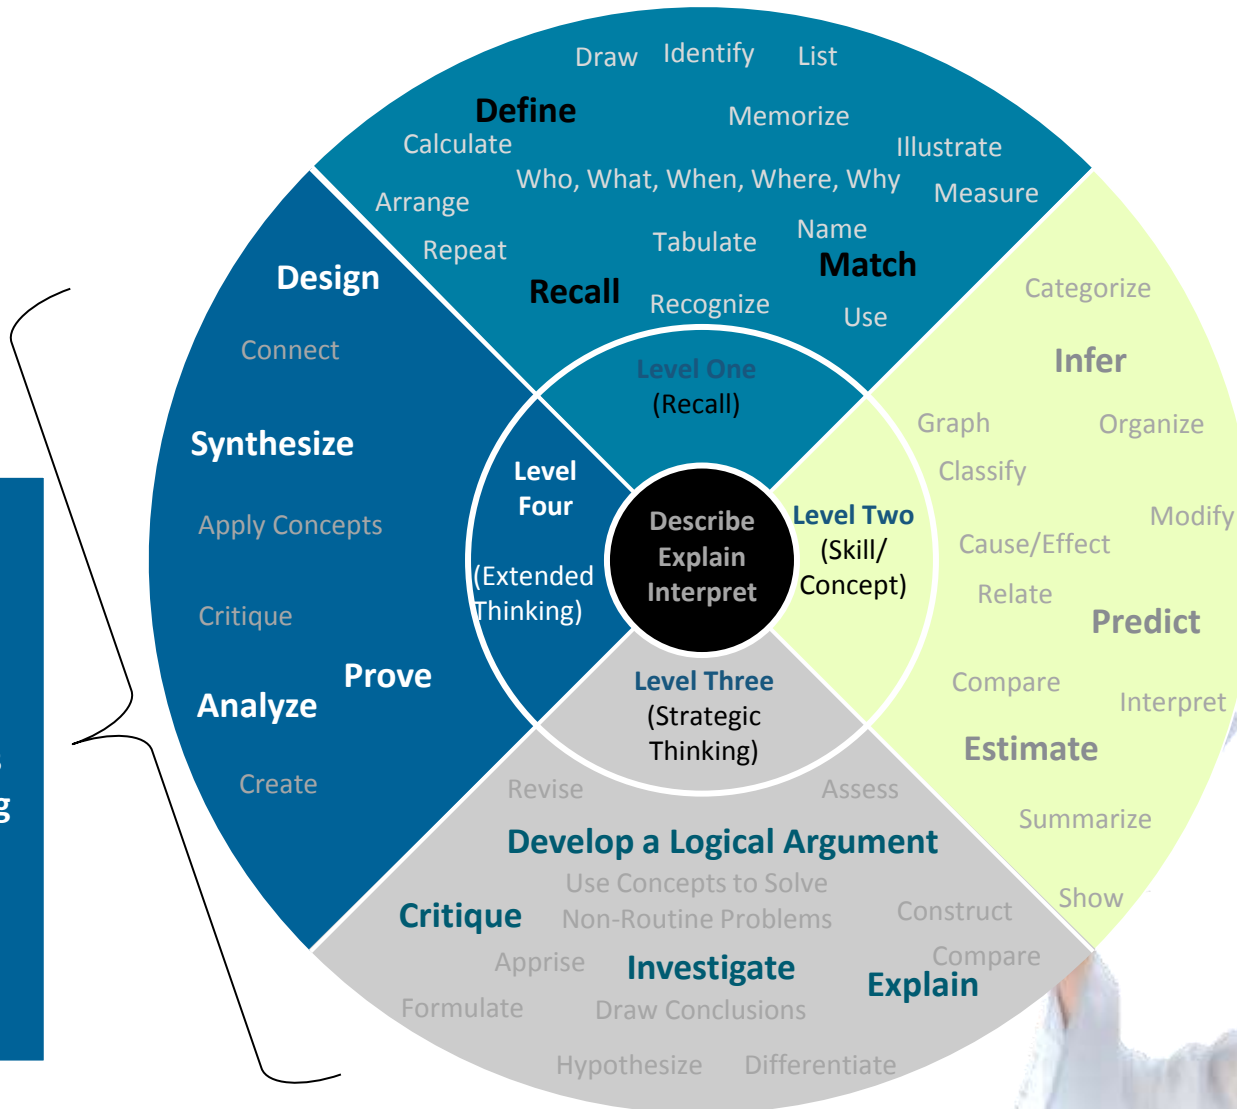 Draw Identify List
Define
Memorize
Calculate
Illustrate
Who, What, When, Where, Why
Measure
Arrange
Name
Repeat
Tabulate
Match
Recall
Recognize
Use
Level One
(Recall)
Categorize
Infer
Graph
Organize
Classify
Modify
Level Two
(Skill/
Concept)
Cause/Effect
Relate
Predict
Compare
Interpret
Estimate
Summarize
Show
Describe
Explain
Interpret
Level Three
(Strategic
Thinking)
Revise
Assess
Develop a Logical Argument
Use Concepts to Solve
Non-Routine Problems
Critique
Construct
Apprise
Investigate
Compare
Explain
Formulate
Draw Conclusions
Hypothesize
Differentiate
Design
Connect
Synthesize
Level
Four
(Extended
Thinking)
Apply Concepts
Critique
Prove
Analyze
Create